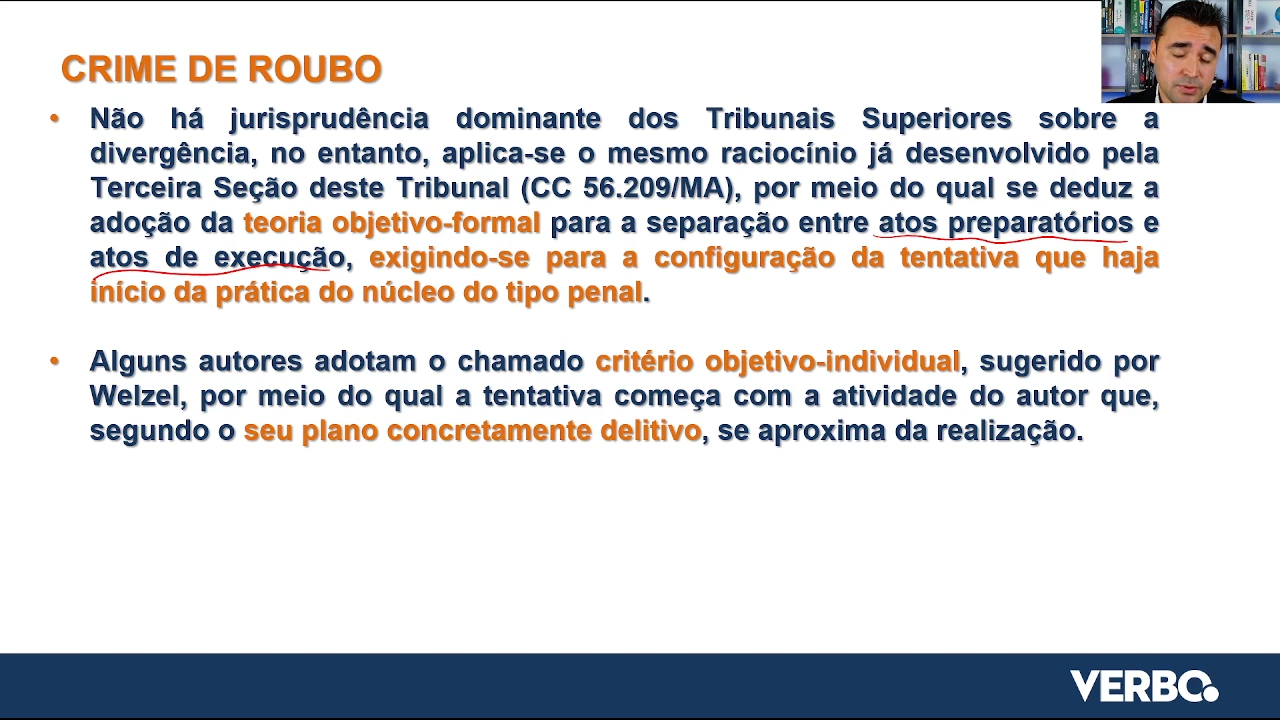 CRIME DE ROUBO
• Não há jurisprudência dominante dos Tribunais Superiores sobre a
divergência, no entanto, aplica-se o mesmo raciocínio já desenvolvido pela
Terceira Seção deste Tribunal (CC 56.209/MA), por meio do qual se deduz a
adoção da teoria objetivo-formal para a separação entre atos preparatórios e
atos de execução, exigindo-se para a configuração da tentativa que haja
início da prática do núcleo do tipo penal.
• Alguns autores adotam o chamado critério objetivo-individual, sugerido por
Welzel, por meio do qual a tentativa começa com a atividade do autor que,
segundo o seu plano concretamente delitivo, se aproxima da realização.
VERBO